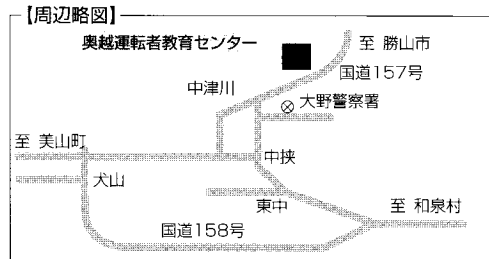 【周辺略図】
奥越運転者教育センター
至 勝山市
国道157号
中津川
大野警察署
至 美山町
中挟
犬山
東中
至 和泉村
国道158号